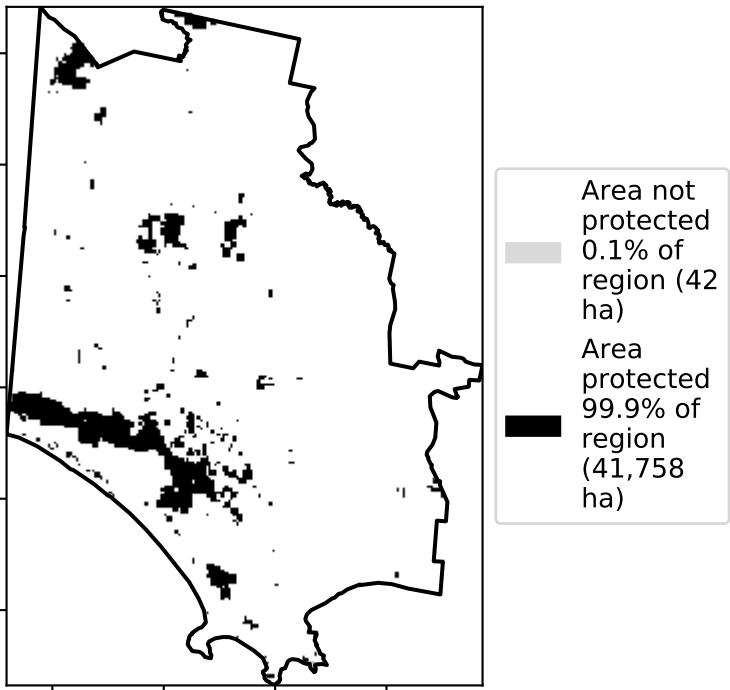 Area not
protected
0.1% of
region (42
ha)
Area
protected
99.9% of
region
(41,758
ha)